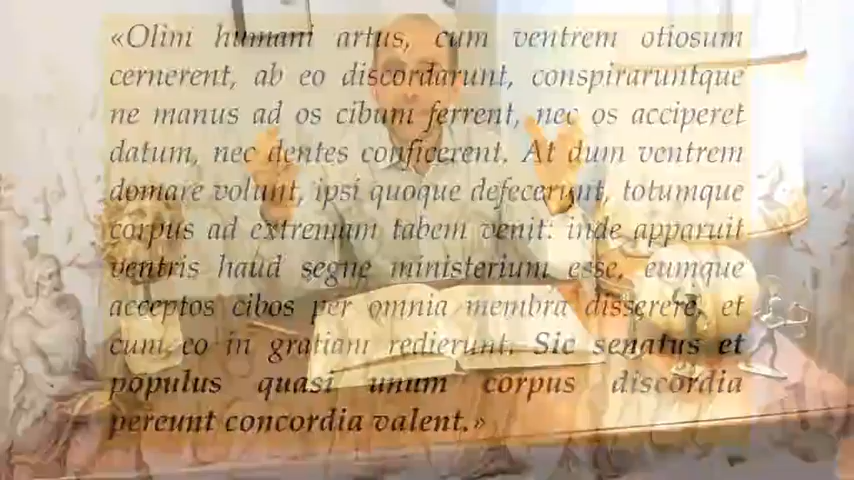 «Olim humani artus, cum ventrem otiosum
cernerent, ab eo discordarunt, conspiraruntque
ne manus ad os cibum ferrent, nec os acciperet
datum, nec dentes conficerent. At dum ventrem
domare volunt, ipsi quoque defecerunt, totumque
corpus ad extremam tabem venit: inde apparuit
ventris haud segne ministerium esse, eumque
acceptos cibos per omnia membra disserere, et
cum eo in gratiam redierunt. Sic senatus et
populus quasi unum corpus discordia
pereunt concordia valent.»